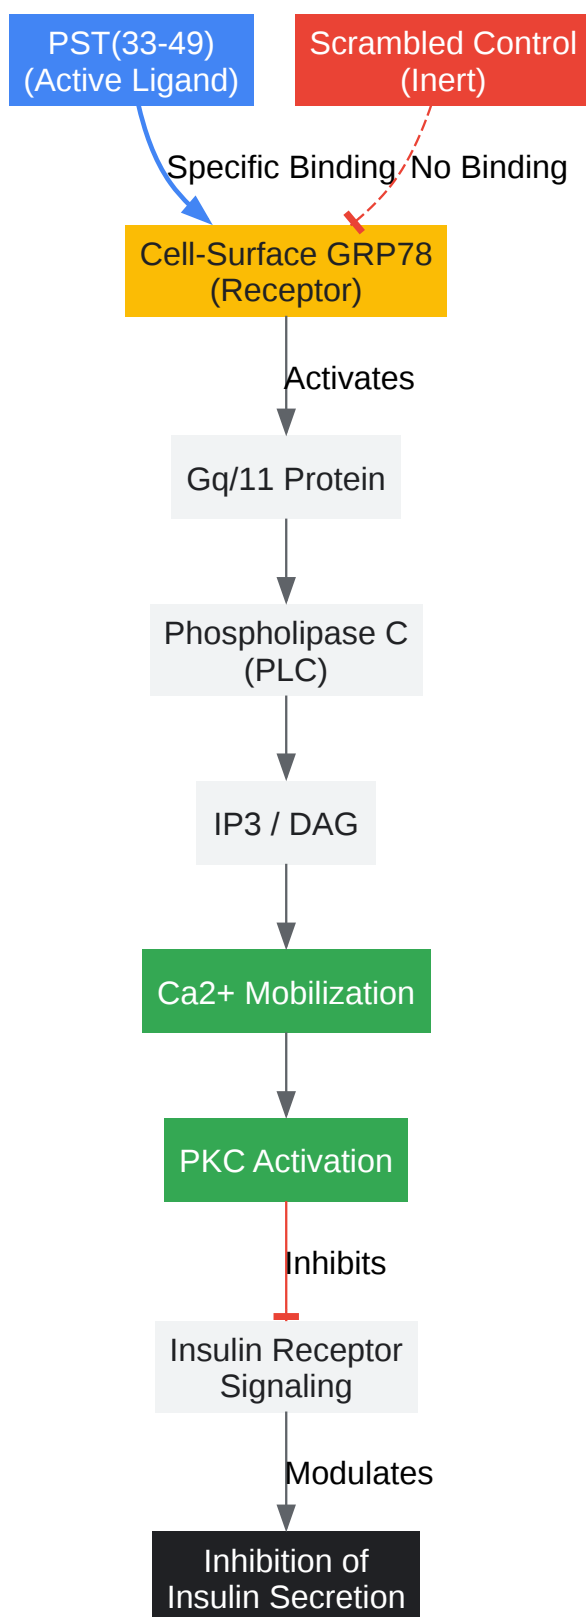 PST(33-49)
(Active Ligand)
Scrambled Control
(Inert)
Specific Binding
No Binding
Cell-Surface GRP78
(Receptor)
Activates
Gq/11 Protein
Phospholipase C
(PLC)
IP3 / DAG
Ca2+ Mobilization
PKC Activation
Inhibits
Insulin Receptor
Signaling
Modulates
Inhibition of
Insulin Secretion